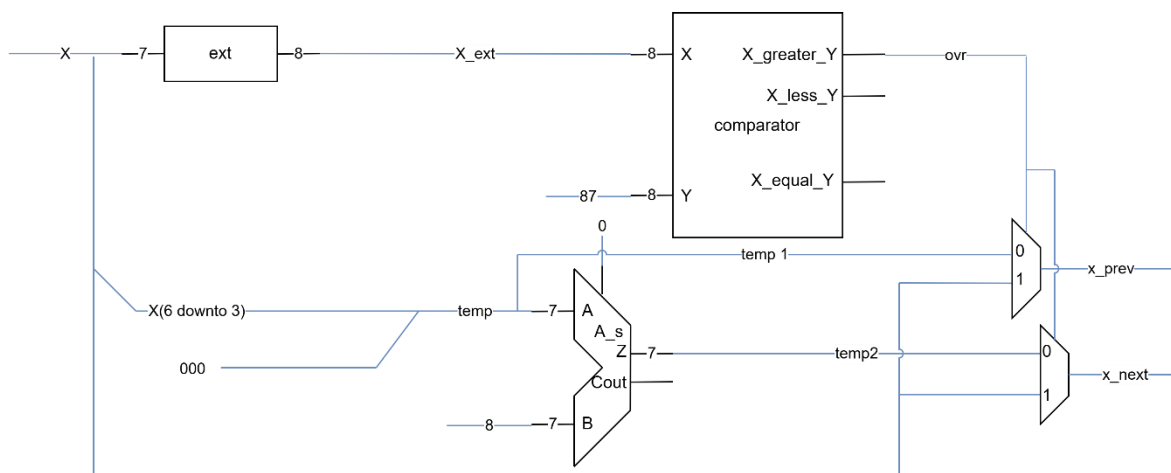 X 7 ext 8 X_ext 8 X X_greater_Y ovr
X_less_Y
comparator
X_equal_Y
87 8 Y
0
temp 1 0
1 x_prev
X(6 downto 3) temp 7 A
A_s
Z 7 temp2 0
000
Cout x_next
1
8 7 B